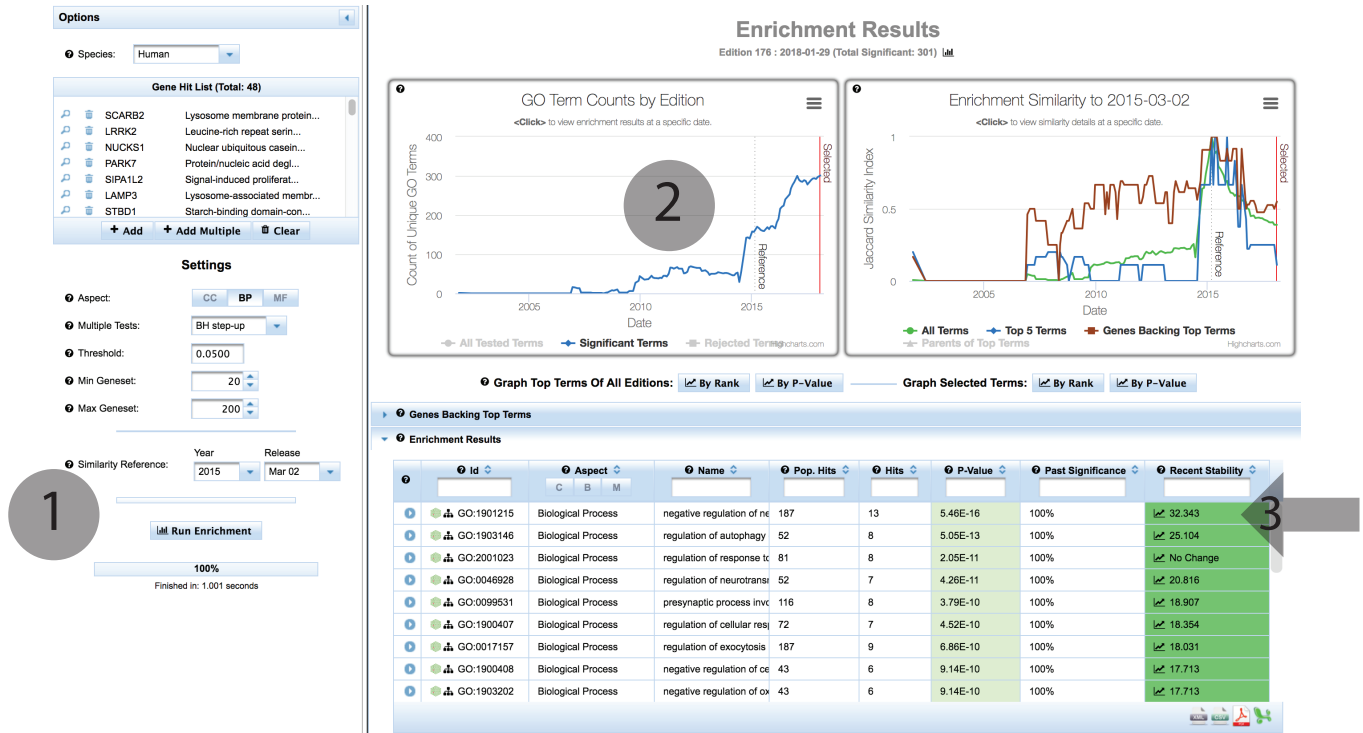 Options
Species: Human
Gene Hit List (Total: 48)
SCARB2 Lysosome membrane protein...
LRRK2 Leucine-rich repeat serin...
NUCKS1 Nuclear ubiquitous casein...
PARK7 Protein/nucleic acid degl...
SIPA1L2 Signal-induced proliferat...
LAMP3 Lysosome-associated membr...
STBD1 Starch-binding domain-con...
+ Add + Add Multiple Clear
Settings
Aspect: CC BP MF
Multiple Tests: BH step-up
Threshold: 0.0500
Min Geneset: 20
Max Geneset: 200
Year Release
Similarity Reference: 2015 Mar 02
1
Run Enrichment
100%
Finished in: 1.001 seconds
Enrichment Results
Edition 176 : 2018-01-29 (Total Significant: 301)
GO Term Counts by Edition
<Click> to view enrichment results at a specific date.
Count of Unique GO Terms
400
300
200
100
0
2
Reference
Selected
2005 2010 2015
Date
All Tested Terms Significant Terms Rejected Terms
Highcharts.com
Enrichment Similarity to 2015-03-02
<Click> to view similarity details at a specific date.
Jaccard Similarity Index
1
0.5
0
Reference
Selected
2005 2010 2015
Date
All Terms Top 5 Terms Genes Backing Top Terms
Parents of Top Terms
Highcharts.com
Graph Top Terms Of All Editions: By Rank By P-Value Graph Selected Terms: By Rank By P-Value
Genes Backing Top Terms
Enrichment Results
Id Aspect Name Pop. Hits Hits P-Value Past Significance Recent Stability
C B M
GO:1901215 Biological Process negative regulation of ne 187 13 5.46E-16 100% 32.343
3
GO:1903146 Biological Process regulation of autophagy 52 8 5.05E-13 100% 25.104
GO:2001023 Biological Process regulation of response to 81 8 2.05E-11 100% No Change
GO:0046928 Biological Process regulation of neurotrans 52 7 4.26E-11 100% 20.816
GO:0099531 Biological Process presynaptic process invo 116 8 3.79E-10 100% 18.907
GO:1900407 Biological Process regulation of cellular res 72 7 4.52E-10 100% 18.354
GO:0017157 Biological Process regulation of exocytosis 187 9 6.86E-10 100% 18.031
GO:1900408 Biological Process negative regulation of ce 43 6 9.14E-10 100% 17.713
GO:1903202 Biological Process negative regulation of ox 43 6 9.14E-10 100% 17.713
XML CSV